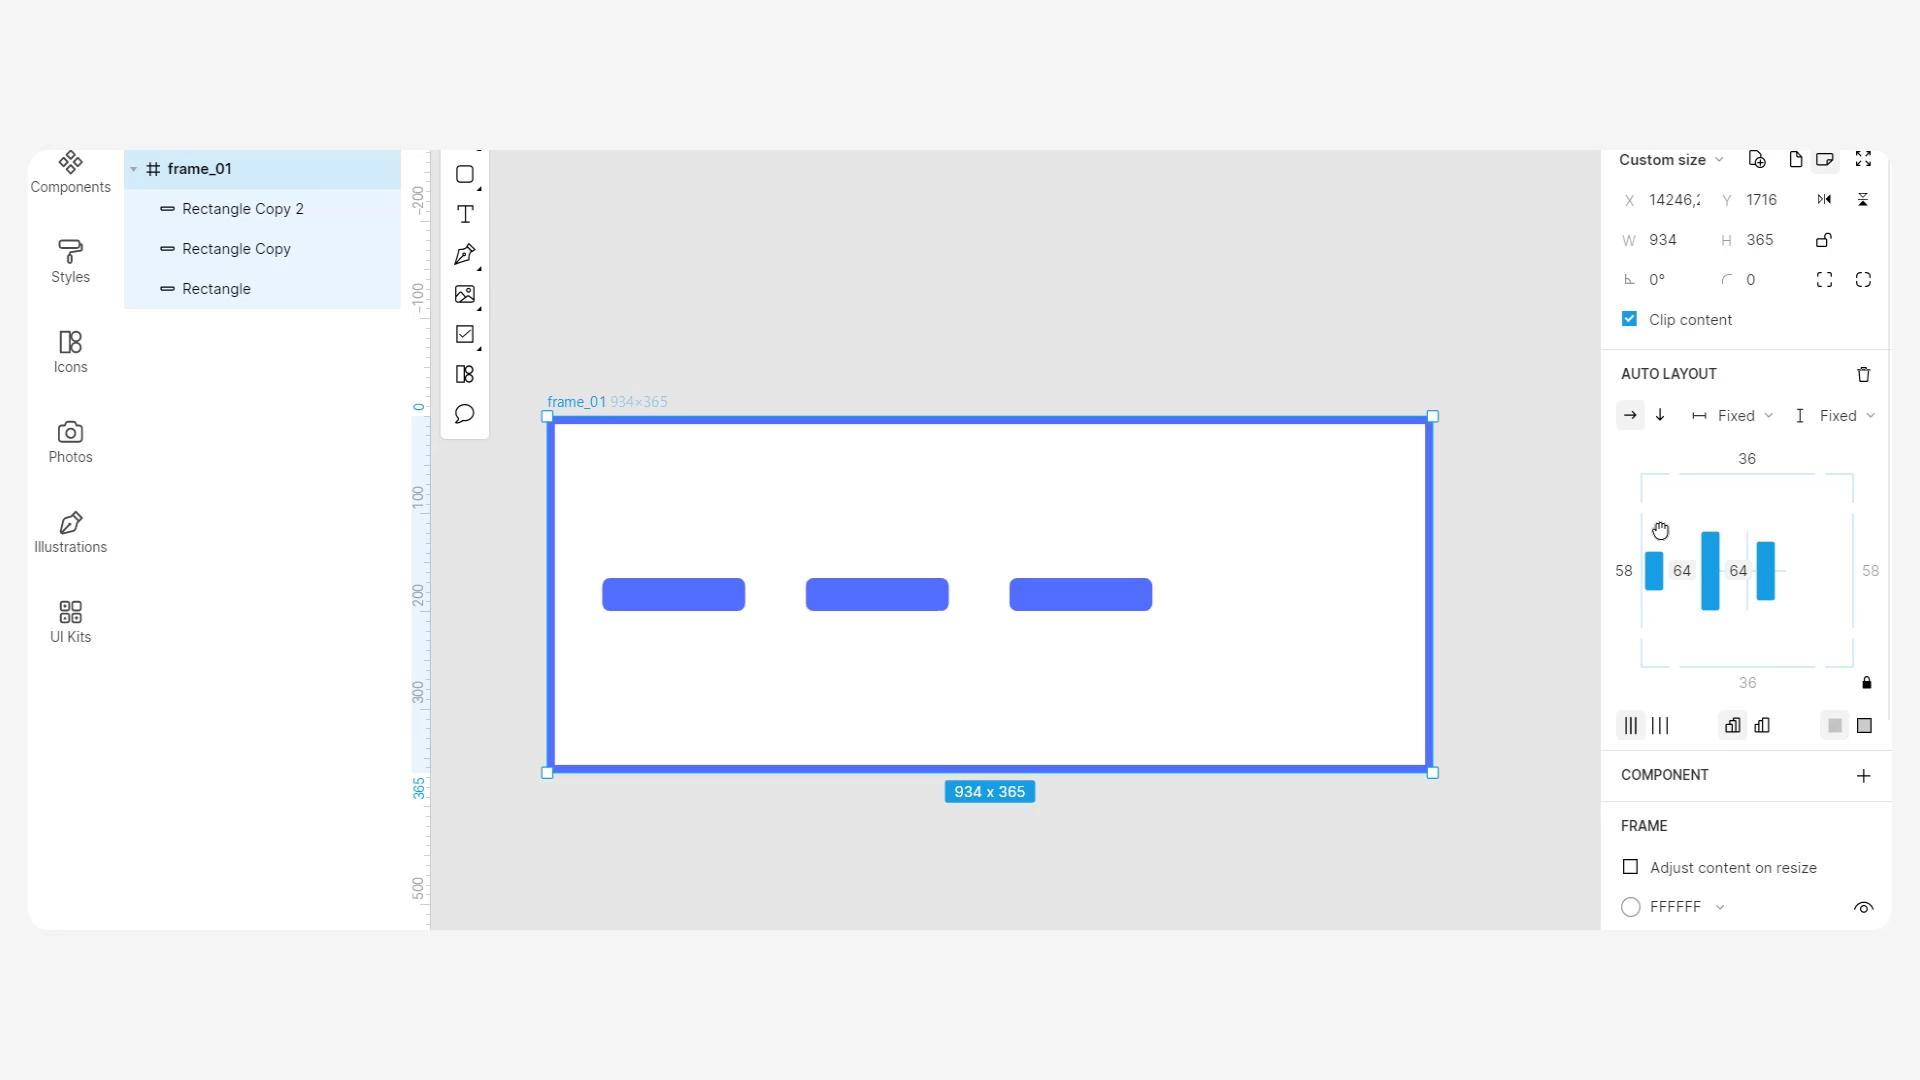 Components
Styles
Icons
Photos
Illustrations
UI Kits
frame_01
Rectangle Copy 2
Rectangle Copy
Rectangle
-200
-100
0
100
200
300
365
500
frame_01 934×365
934 x 365
Custom size
X 14246,2 Y 1716
W 934 H 365
0° 0
Clip content
AUTO LAYOUT
Fixed Fixed
36
58 64 64 58
36
COMPONENT
FRAME
Adjust content on resize
FFFFFF